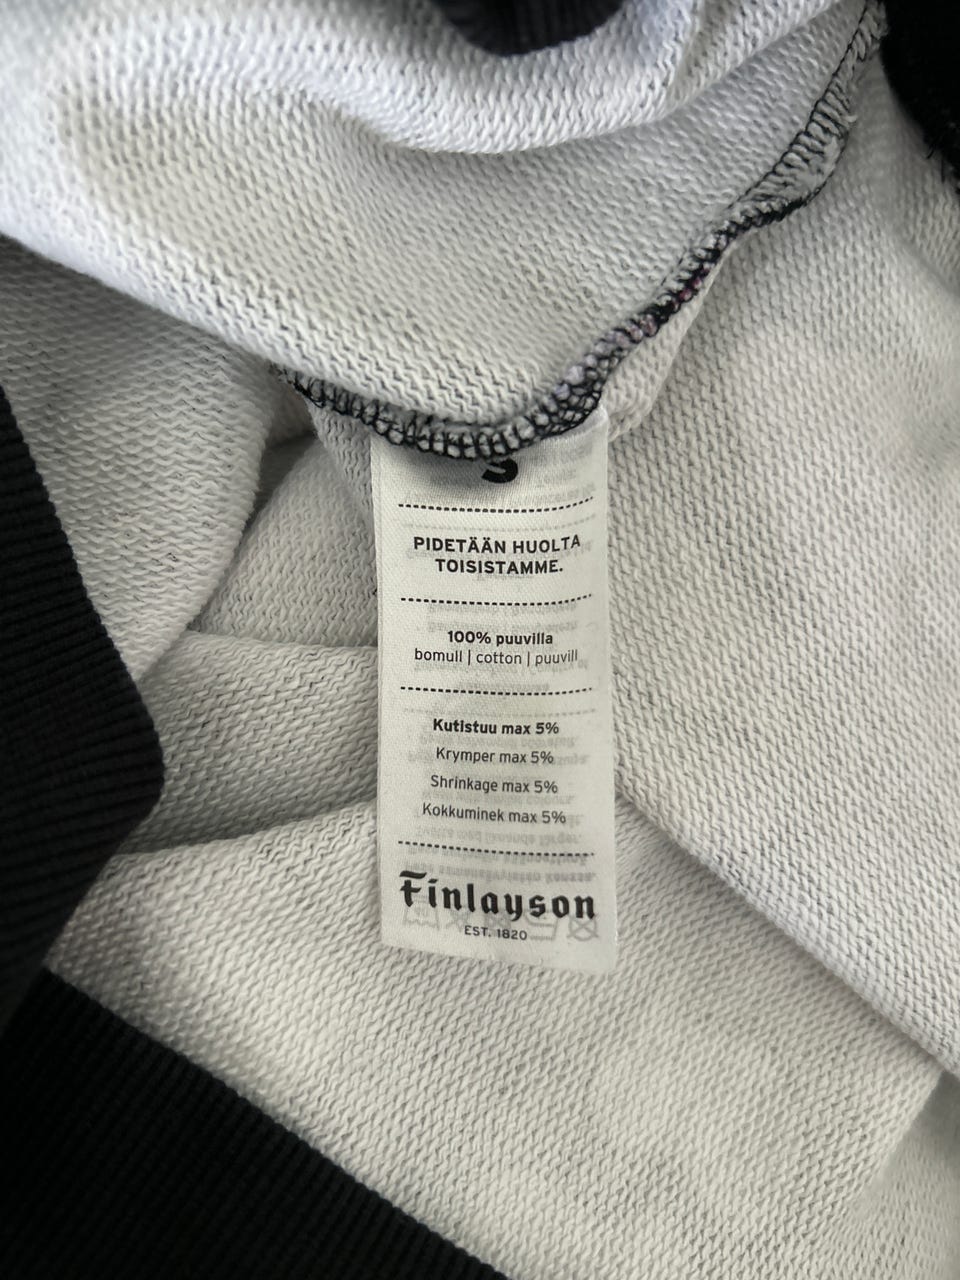 S
PIDETÄÄN HUOLTA
TOISISTAMME.
100% puuvilla
bomull | cotton | puuvill
Kutistuu max 5%
Krymper max 5%
Shrinkage max 5%
Kokkuminek max 5%
Finlayson
EST. 1820